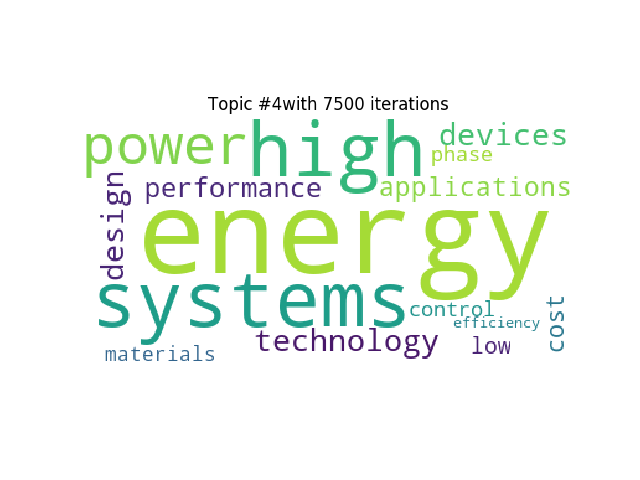 Topic #4with 7500 iterations
power
high
devices
phase
design
performance
applications
energy
systems
control
cost
efficiency
technology
low
materials